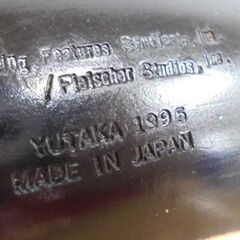 ing Features Syndicate, Inc.
/Fleischer Studios, Inc.
YUTAKA 1995
MADE IN JAPAN